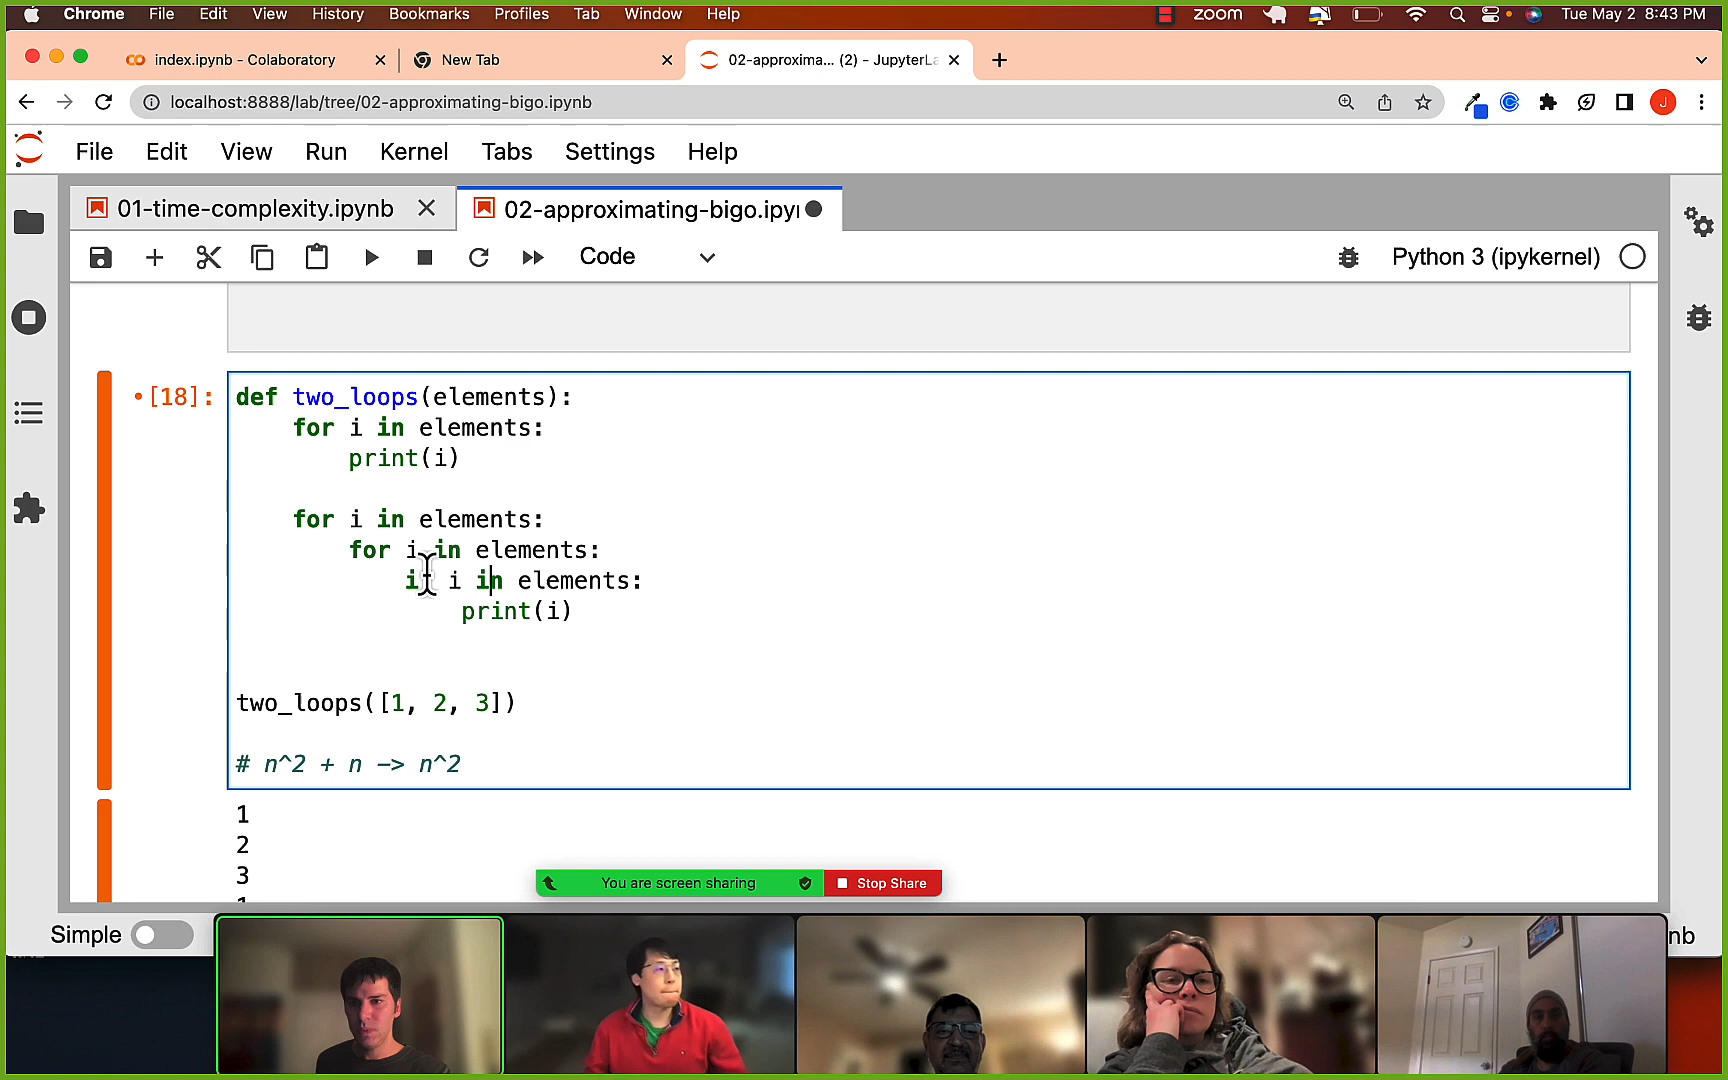 Chrome File Edit View History Bookmarks Profiles Tab Window Help zoom Tue May 2 8:43 PM
index.ipynb - Colaboratory New Tab 02-approxima... (2) - JupyterLa
localhost:8888/lab/tree/02-approximating-bigo.ipynb J
File Edit View Run Kernel Tabs Settings Help
01-time-complexity.ipynb 02-approximating-bigo.ipyn
Code Python 3 (ipykernel)
[18]: def two_loops(elements):
for i in elements:
print(i)
for i in elements:
for i in elements:
i i in elements:
print(i)
two_loops([1, 2, 3])
# n^2 + n -> n^2
1
2
3
You are screen sharing Stop Share
Simple nb